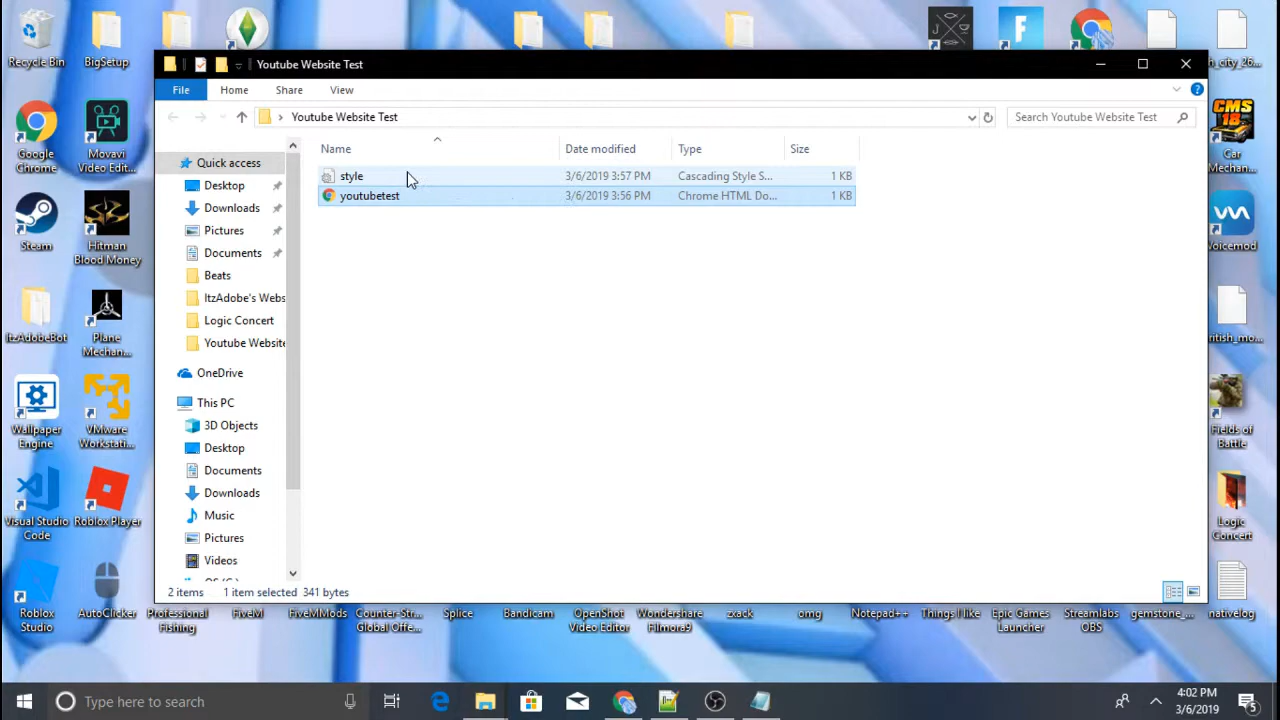 Youtube Website Test
File Home Share View
Youtube Website Test
Search Youtube Website Test
Name Date modified Type Size
style 3/6/2019 3:57 PM Cascading Style S... 1 KB
youtubetest 3/6/2019 3:56 PM Chrome HTML Do... 1 KB
Quick access
Desktop
Downloads
Pictures
Documents
Beats
ItzAdobe's Webs
Logic Concert
Youtube Website
OneDrive
This PC
3D Objects
Desktop
Documents
Downloads
Music
Pictures
Videos
2 items 1 item selected 341 bytes
Recycle Bin
BigSetup
Google
Chrome
Movavi
Video Edit...
Steam
Hitman
Blood Money
ItzAdobeBot
Plane
Mechan...
Wallpaper
Engine
VMware
Workstati...
Visual Studio
Code
Roblox Player
Roblox
Studio
AutoClicker
Professional
Fishing
FiveM
FiveMMods
Counter-Str...
Global Offe...
Splice
Bandicam
OpenShot
Video Editor
Wondershare
Filmora9
zxack
omg
Notepad++
Things I like
Epic Games
Launcher
Streamlabs
OBS
gemstone_...
nativelog
h_city_26...
CMS
18
Car
Mechan...
Voicemod
ritish_mo...
Fields of
Battle
Logic
Concert
Type here to search
4:02 PM
3/6/2019
5